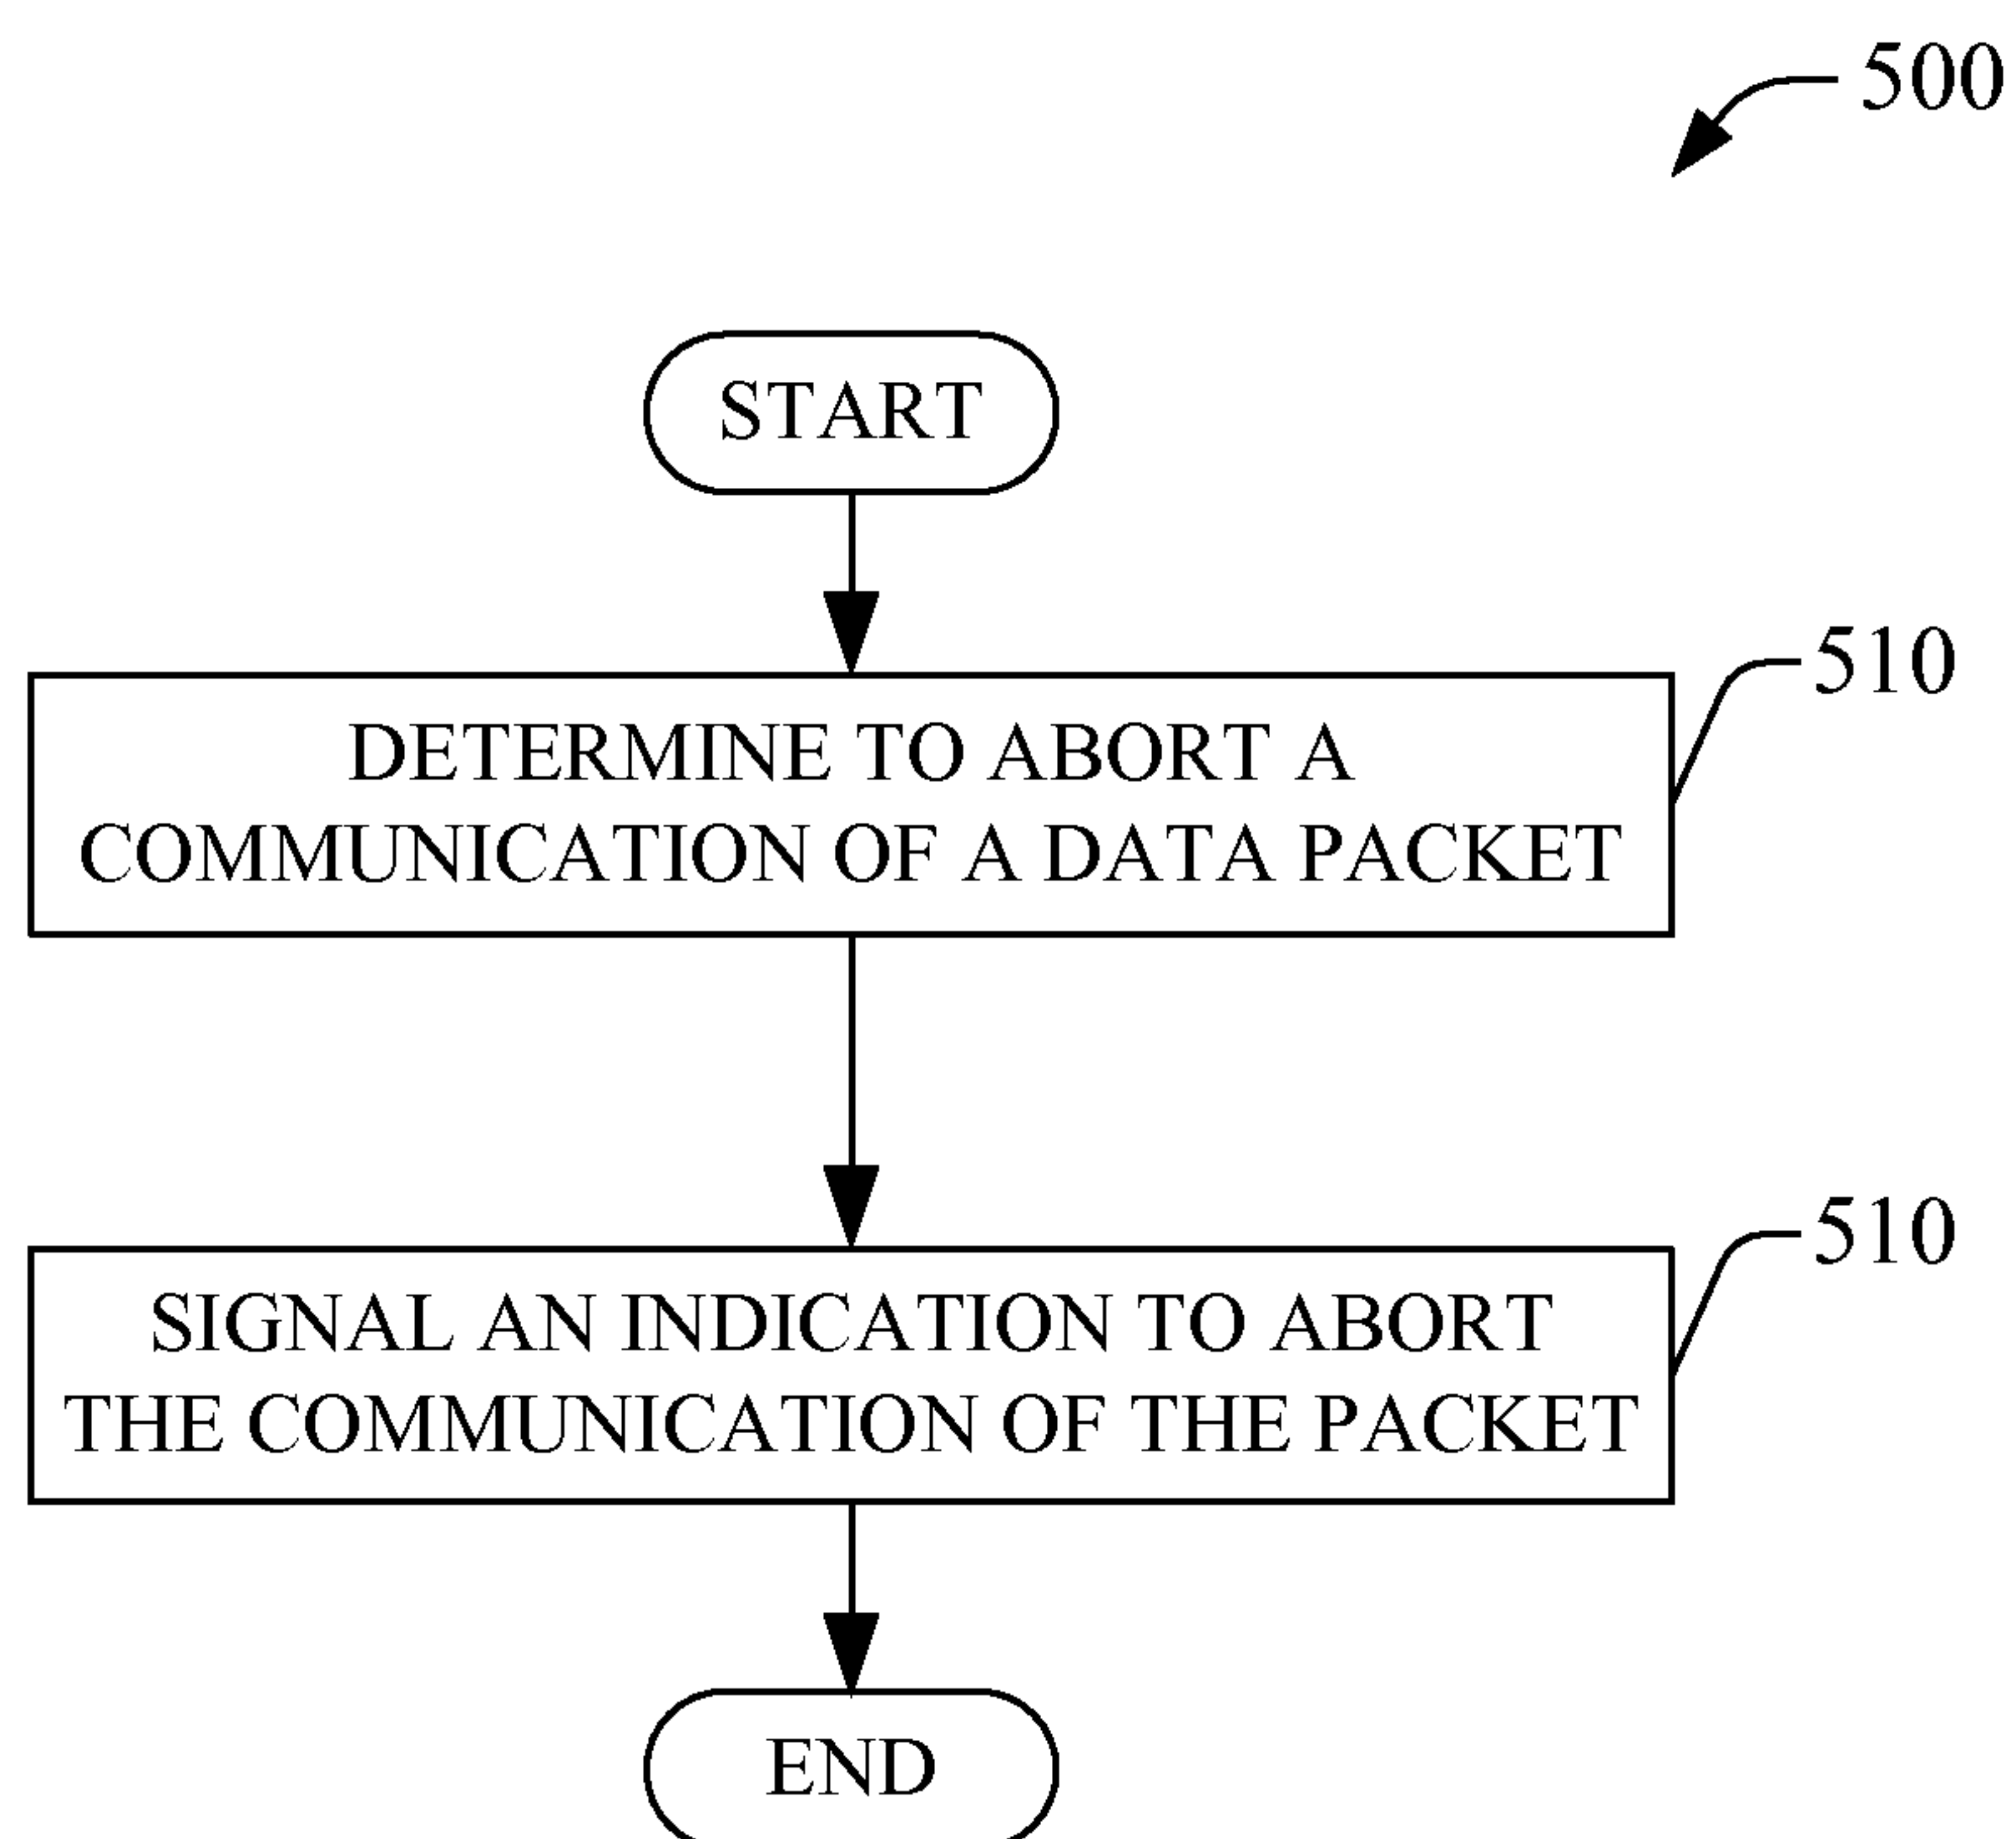 500
START
510
DETERMINE TO ABORT A
COMMUNICATION OF A DATA PACKET
510
SIGNAL AN INDICATION TO ABORT
THE COMMUNICATION OF THE PACKET
END